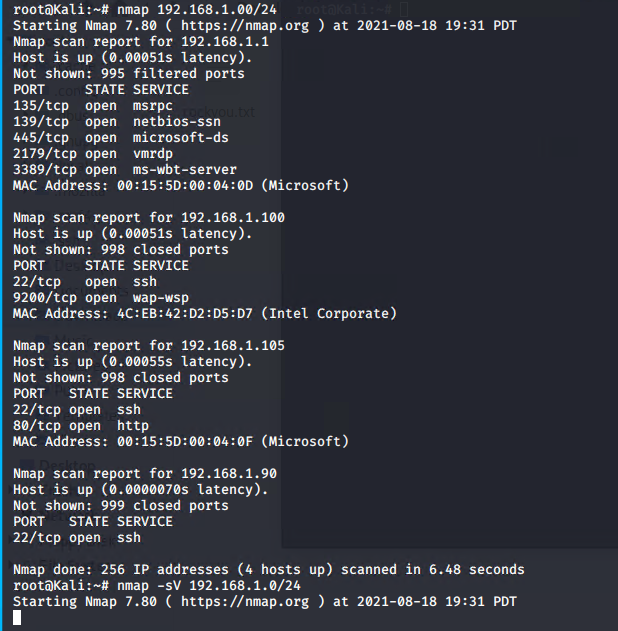 root@Kali:~# nmap 192.168.1.00/24
Starting Nmap 7.80 ( https://nmap.org ) at 2021-08-18 19:31 PDT
Nmap scan report for 192.168.1.1
Host is up (0.00051s latency).
Not shown: 995 filtered ports
PORT     STATE SERVICE
135/tcp  open  msrpc
139/tcp  open  netbios-ssn
445/tcp  open  microsoft-ds
2179/tcp open  vmrdp
3389/tcp open  ms-wbt-server
MAC Address: 00:15:5D:00:04:0D (Microsoft)

Nmap scan report for 192.168.1.100
Host is up (0.00051s latency).
Not shown: 998 closed ports
PORT     STATE SERVICE
22/tcp   open  ssh
9200/tcp open  wap-wsp
MAC Address: 4C:EB:42:D2:D5:D7 (Intel Corporate)

Nmap scan report for 192.168.1.105
Host is up (0.00055s latency).
Not shown: 998 closed ports
PORT   STATE SERVICE
22/tcp open  ssh
80/tcp open  http
MAC Address: 00:15:5D:00:04:0F (Microsoft)

Nmap scan report for 192.168.1.90
Host is up (0.0000070s latency).
Not shown: 999 closed ports
PORT   STATE SERVICE
22/tcp open  ssh

Nmap done: 256 IP addresses (4 hosts up) scanned in 6.48 seconds
root@Kali:~# nmap -sV 192.168.1.0/24
Starting Nmap 7.80 ( https://nmap.org ) at 2021-08-18 19:31 PDT
root@Kali:~#
rockyou.txt
Desktop